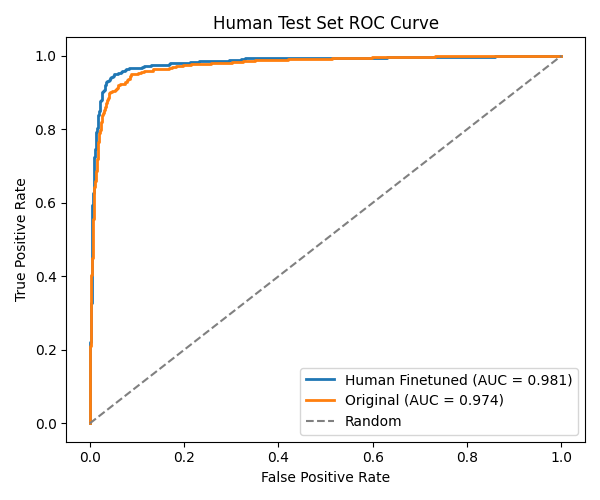 Human Test Set ROC Curve
True Positive Rate
1.0
0.8
0.6
0.4
0.2
0.0
Human Finetuned (AUC = 0.981)
Original (AUC = 0.974)
Random
0.0 0.2 0.4 0.6 0.8 1.0
False Positive Rate